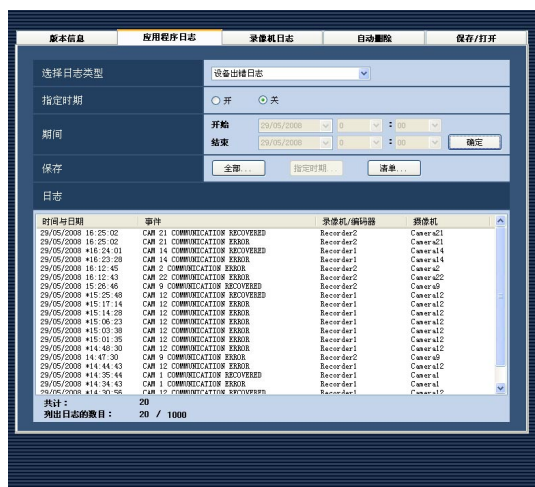 版本信息 应用程序日志 录像机日志 自动删除 保存/打开
选择日志类型 设备出错日志
指定时期 开 关
期间 开始 29/05/2008 0 : 00
结束 29/05/2008 0 : 00 确定
保存 全部... 指定时期... 清单...
日志
时间与日期 事件 录像机/编码器 摄像机
29/05/2008 16:25:02 CAM 21 COMMUNICATION RECOVERED Recorder2 Camera21
29/05/2008 16:25:02 CAM 21 COMMUNICATION ERROR Recorder2 Camera21
29/05/2008 *16:24:01 CAM 14 COMMUNICATION RECOVERED Recorder1 Camera14
29/05/2008 *16:23:28 CAM 14 COMMUNICATION ERROR Recorder1 Camera14
29/05/2008 16:12:45 CAM 2 COMMUNICATION ERROR Recorder2 Camera2
29/05/2008 16:12:43 CAM 22 COMMUNICATION ERROR Recorder2 Camera22
29/05/2008 15:26:46 CAM 9 COMMUNICATION RECOVERED Recorder2 Camera9
29/05/2008 *15:25:48 CAM 12 COMMUNICATION RECOVERED Recorder1 Camera12
29/05/2008 *15:17:14 CAM 12 COMMUNICATION ERROR Recorder1 Camera12
29/05/2008 *15:14:28 CAM 12 COMMUNICATION ERROR Recorder1 Camera12
29/05/2008 *15:06:23 CAM 12 COMMUNICATION ERROR Recorder1 Camera12
29/05/2008 *15:03:38 CAM 12 COMMUNICATION ERROR Recorder1 Camera12
29/05/2008 *15:01:35 CAM 12 COMMUNICATION ERROR Recorder1 Camera12
29/05/2008 *14:48:30 CAM 12 COMMUNICATION ERROR Recorder1 Camera12
29/05/2008 14:47:30 CAM 9 COMMUNICATION ERROR Recorder2 Camera9
29/05/2008 *14:44:43 CAM 12 COMMUNICATION ERROR Recorder1 Camera12
29/05/2008 *14:35:44 CAM 1 COMMUNICATION RECOVERED Recorder1 Camera1
29/05/2008 *14:34:43 CAM 1 COMMUNICATION ERROR Recorder1 Camera1
29/05/2008 *14:30:56 CAM 12 COMMUNICATION RECOVERED Recorder1 Camera12
共计： 20
列出日志的数目： 20 / 1000